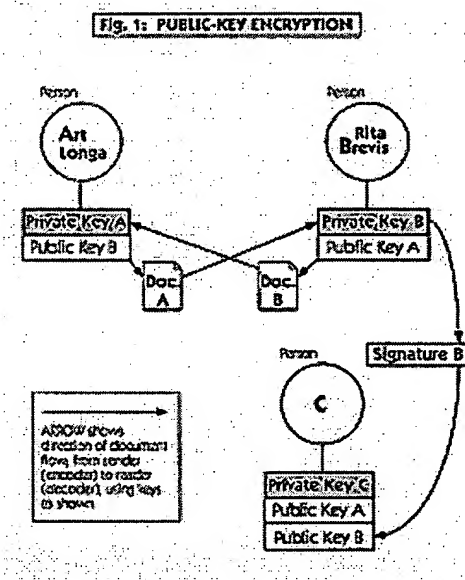 Fig. 1: PUBLIC-KEY ENCRYPTION
Person
Art
Longa
Person
Rita
Brevis
Private Key A
Public Key B
Private Key B
Public Key A
Doc
A
Doc
B
Signature B
Person
C
ARROW shows
direction of document
flow, from sender
(encoder) to reader
(decoder), using keys
as shown
Private Key C
Public Key A
Public Key B